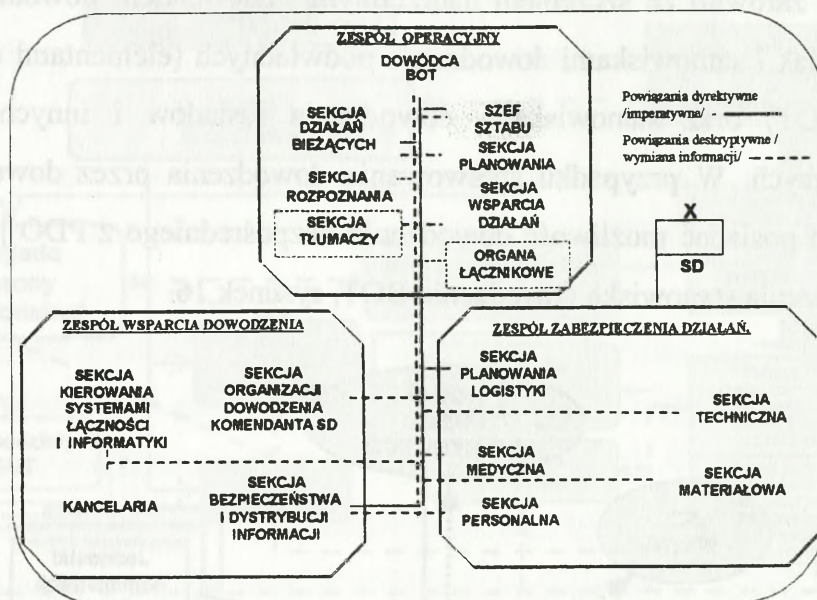 ZESPÓŁ OPERACYJNY
DOWÓDCA
BOT
SEKCJA
DZIAŁAŃ
BIEŻĄCYCH
SZEF
SZTABU
SEKCJA
PLANOWANIA
SEKCJA
ROZPOZNANIA
SEKCJA
WSPARCIA
DZIAŁAŃ
SEKCJA
TŁUMACZY
ORGANA
ŁĄCZNIKOWE
Powiązania dyrektywne
/imperatywne/
Powiązania deskryptywne /
wymiana informacji/
X
SD
ZESPÓŁ WSPARCIA DOWODZENIA
SEKCJA
KIEROWANIA
SYSTEMAMI
ŁĄCZNOŚCI
I INFORMATYKI
SEKCJA
ORGANIZACJI
DOWODZENIA
KOMENDANTA SD
KANCELARIA
SEKCJA
BEZPIECZEŃSTWA
I DYSTRYBUCJI
INFORMACJI
ZESPÓŁ ZABEZPIECZENIA DZIAŁAŃ.
SEKCJA
PLANOWANIA
LOGISTYKI
SEKCJA
TECHNICZNA
SEKCJA
MEDYCZNA
SEKCJA
MATERIAŁOWA
SEKCJA
PERSONALNA